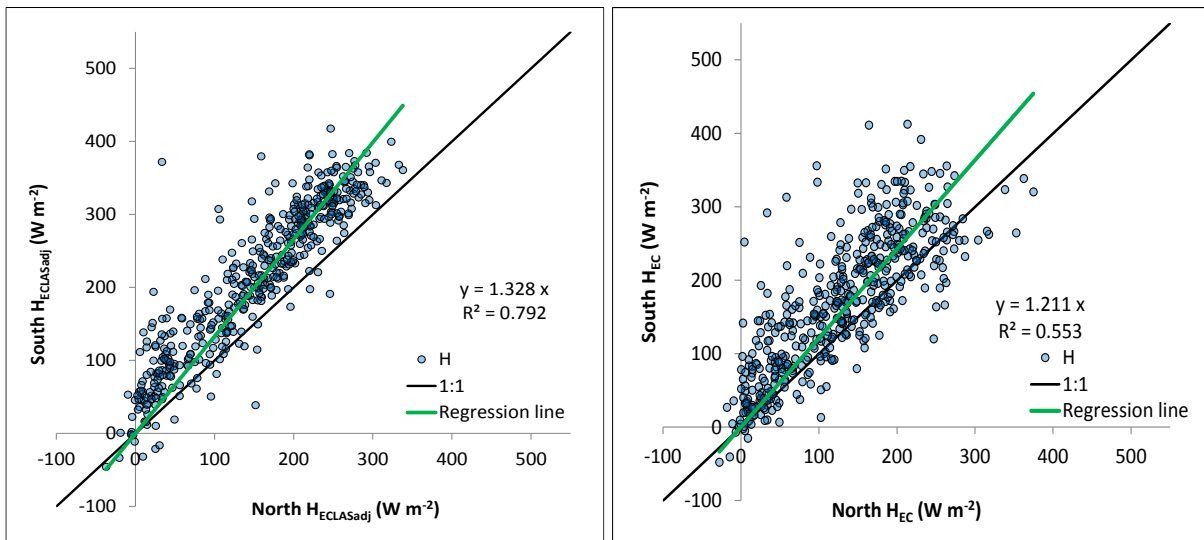 500
400
300
200
100
0
-100
-100
0
100
200
300
400
500
South H_ECLASadj (W m⁻²)
North H_ECLASadj (W m⁻²)
y = 1.328 x
R² = 0.792
H
1:1
Regression line
500
400
300
200
100
0
-100
-100
0
100
200
300
400
500
South H_EC (W m⁻²)
North H_EC (W m⁻²)
y = 1.211 x
R² = 0.553
H
1:1
Regression line